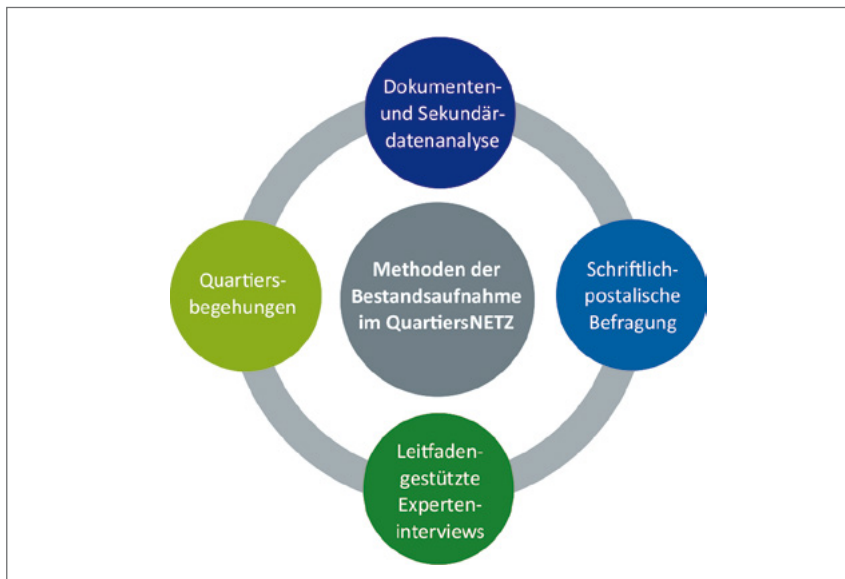 Dokumenten-
und Sekundär-
datenanalyse
Quartiers-
begehungen
Methoden der
Bestandsaufnahme
im QuartiersNETZ
Schriftlich-
postalische
Befragung
Leitfaden-
gestützte
Experten-
interviews